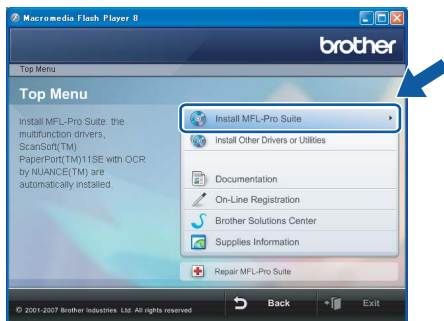 Macromedia Flash Player 8
brother
Top Menu
Top Menu
Install MFL-Pro Suite: the
multifunction drivers,
ScanSoft(TM)
PaperPort(TM)11SE with OCR
by NUANCE(TM) are
automatically installed.
Install MFL-Pro Suite
Install Other Drivers or Utilities
Documentation
On-Line Registration
Brother Solutions Center
Supplies Information
Repair MFL-Pro Suite
© 2001-2007 Brother Industries Ltd. All rights reserved
Back
Exit